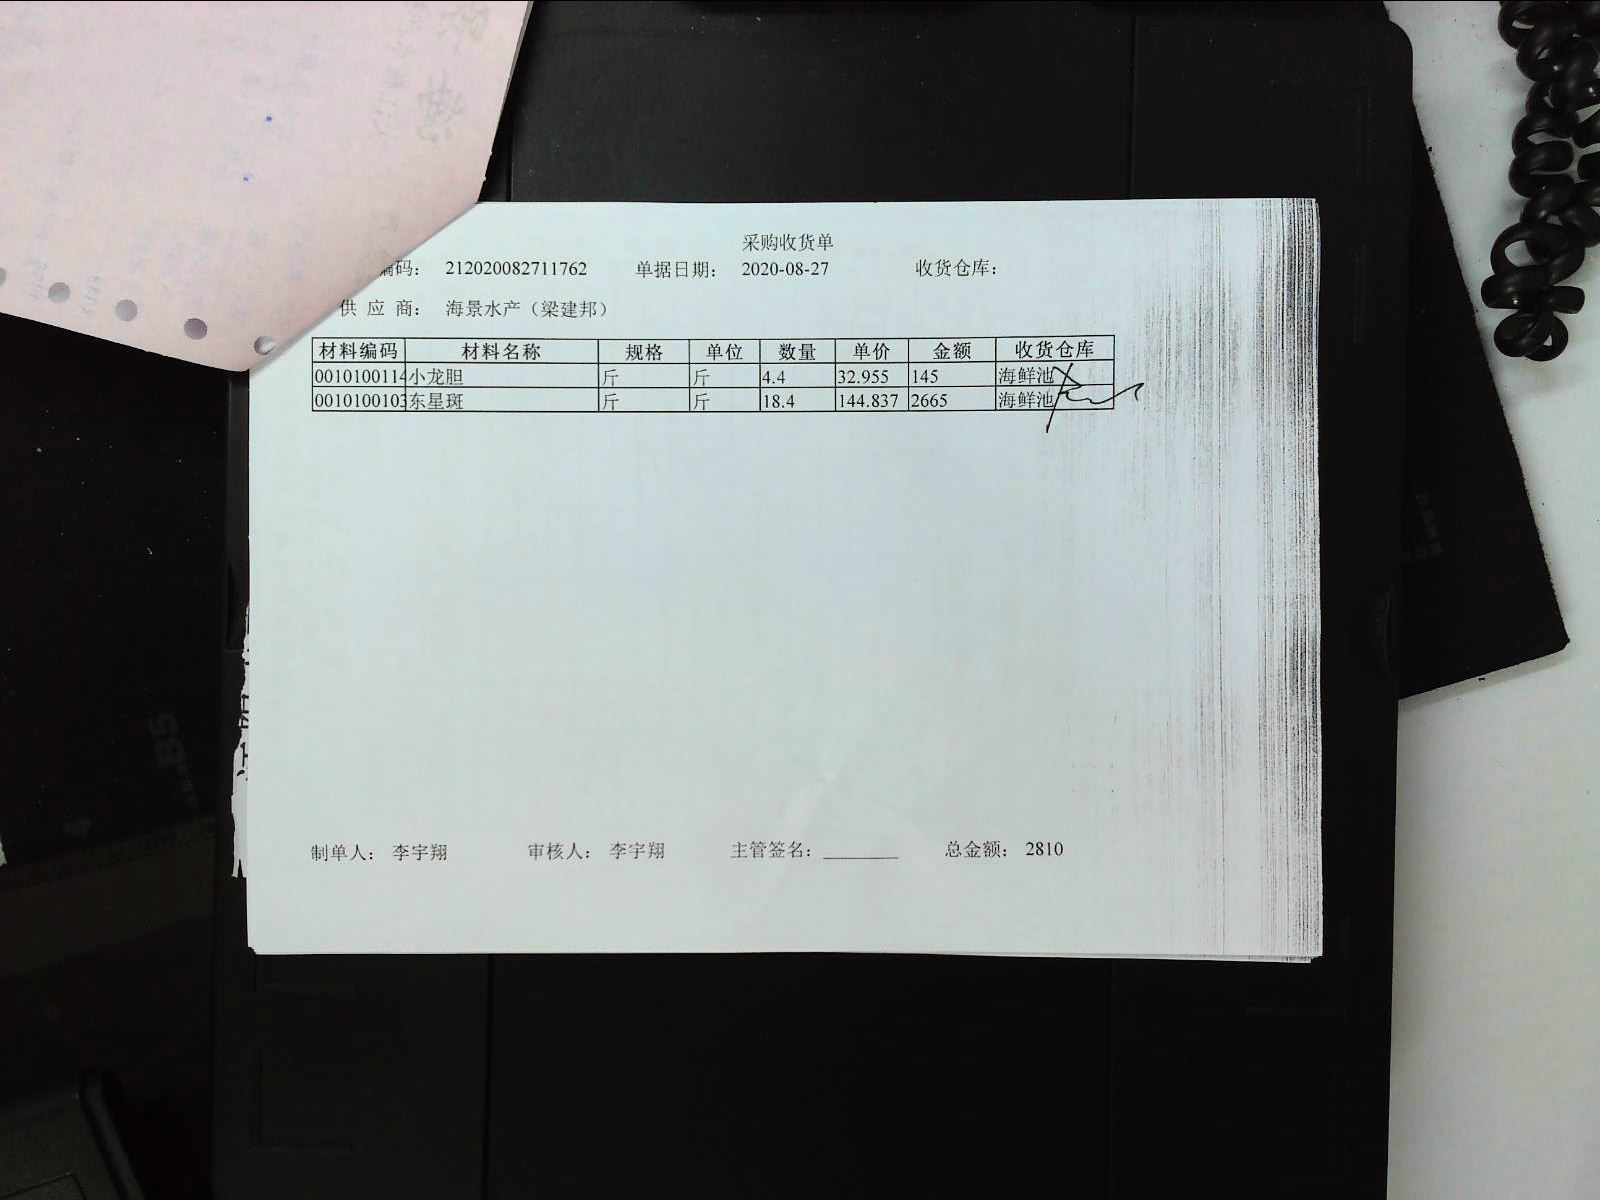 采购收货单
编码： 212020082711762 单据日期： 2020-08-27 收货仓库：
供 应 商： 海景水产（梁建邦）
材料编码 材料名称 规格 单位 数量 单价 金额 收货仓库
0010100114 小龙胆 斤 斤 4.4 32.955 145 海鲜池
0010100103 东星斑 斤 斤 18.4 144.837 2665 海鲜池
制单人： 李宇翔 审核人： 李宇翔 主管签名： 总金额： 2810
B5